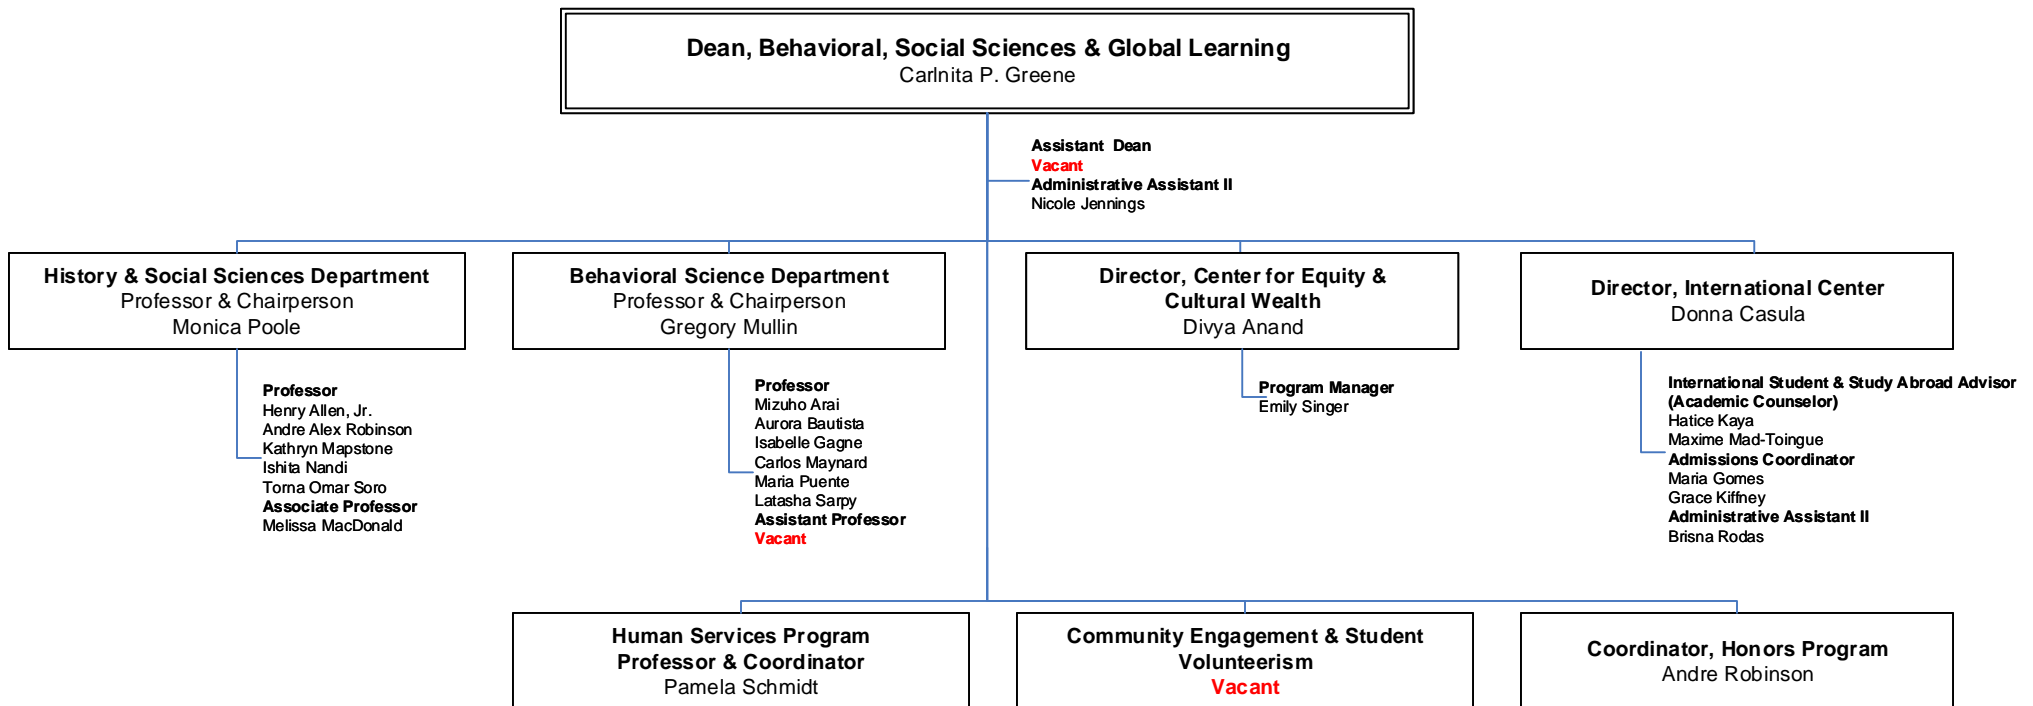 Dean, Behavioral, Social Sciences & Global Learning
Carlnita P. Greene
Assistant Dean
Vacant
Administrative Assistant II
Nicole Jennings
History & Social Sciences Department
Professor & Chairperson
Monica Poole
Professor
Henry Allen, Jr.
Andre Alex Robinson
Kathryn Mapstone
Ishita Nandi
Torna Omar Soro
Associate Professor
Melissa MacDonald
Behavioral Science Department
Professor & Chairperson
Gregory Mullin
Professor
Mizuho Arai
Aurora Bautista
Isabelle Gagne
Carlos Maynard
Maria Puente
Latasha Sarpy
Assistant Professor
Vacant
Director, Center for Equity &
Cultural Wealth
Divya Anand
Program Manager
Emily Singer
Director, International Center
Donna Casula
International Student & Study Abroad Advisor
(Academic Counselor)
Hatice Kaya
Maxime Mad-Toingue
Admissions Coordinator
Maria Gomes
Grace Kiffney
Administrative Assistant II
Brisna Rodas
Human Services Program
Professor & Coordinator
Pamela Schmidt
Community Engagement & Student
Volunteerism
Vacant
Coordinator, Honors Program
Andre Robinson